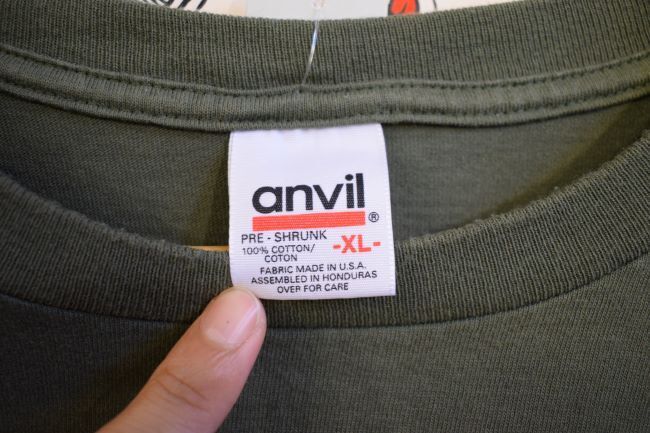 anvil
®
PRE - SHRUNK
100% COTTON/
COTON
-XL-
FABRIC MADE IN U.S.A.
ASSEMBLED IN HONDURAS
OVER FOR CARE